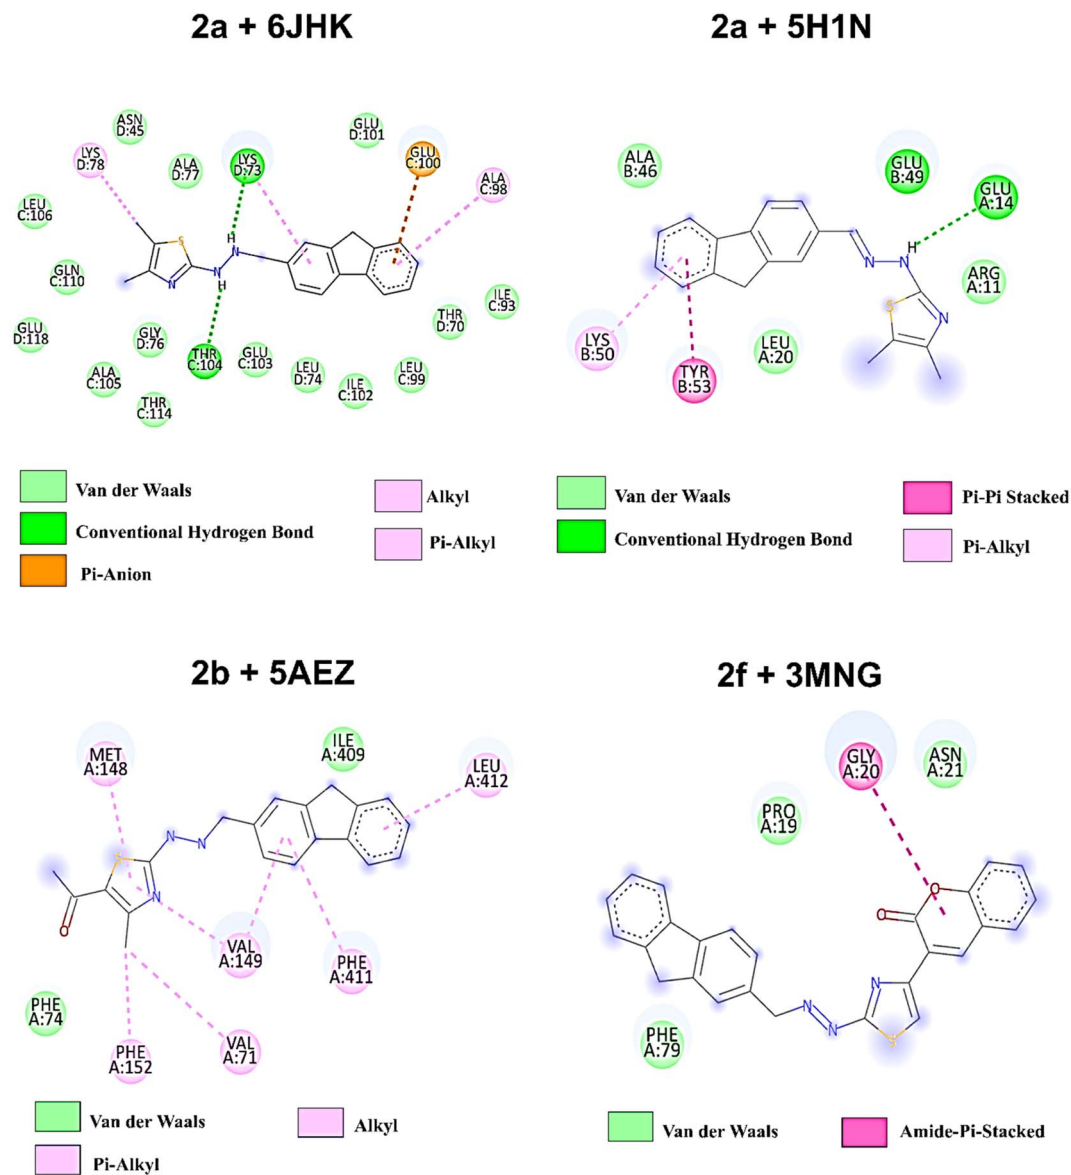 2a + 6JHK
ASN
D:45
LYS
D:78
ALA
D:77
LYS
D:73
GLU
D:101
GLU
C:100
ALA
C:98
LEU
C:106
GLN
C:110
GLU
D:118
GLY
D:76
ALA
C:105
THR
C:114
THR
C:104
GLU
C:103
LEU
D:74
ILE
C:102
LEU
C:99
THR
D:70
ILE
C:93
H
S
N
N
N
H
Van der Waals
Conventional Hydrogen Bond
Pi-Anion
Alkyl
Pi-Alkyl
2a + 5H1N
ALA
B:46
GLU
B:49
GLU
A:14
ARG
A:11
LYS
B:50
TYR
B:53
LEU
A:20
H
N
N
S
N
Van der Waals
Conventional Hydrogen Bond
Pi-Pi Stacked
Pi-Alkyl
2b + 5AEZ
MET
A:148
ILE
A:409
LEU
A:412
VAL
A:149
PHE
A:411
PHE
A:74
PHE
A:152
VAL
A:71
N
N
S
N
O
Van der Waals
Pi-Alkyl
Alkyl
2f + 3MNG
GLY
A:20
ASN
A:21
PRO
A:19
PHE
A:79
O
O
N
N
N
S
Van der Waals
Amide-Pi-Stacked